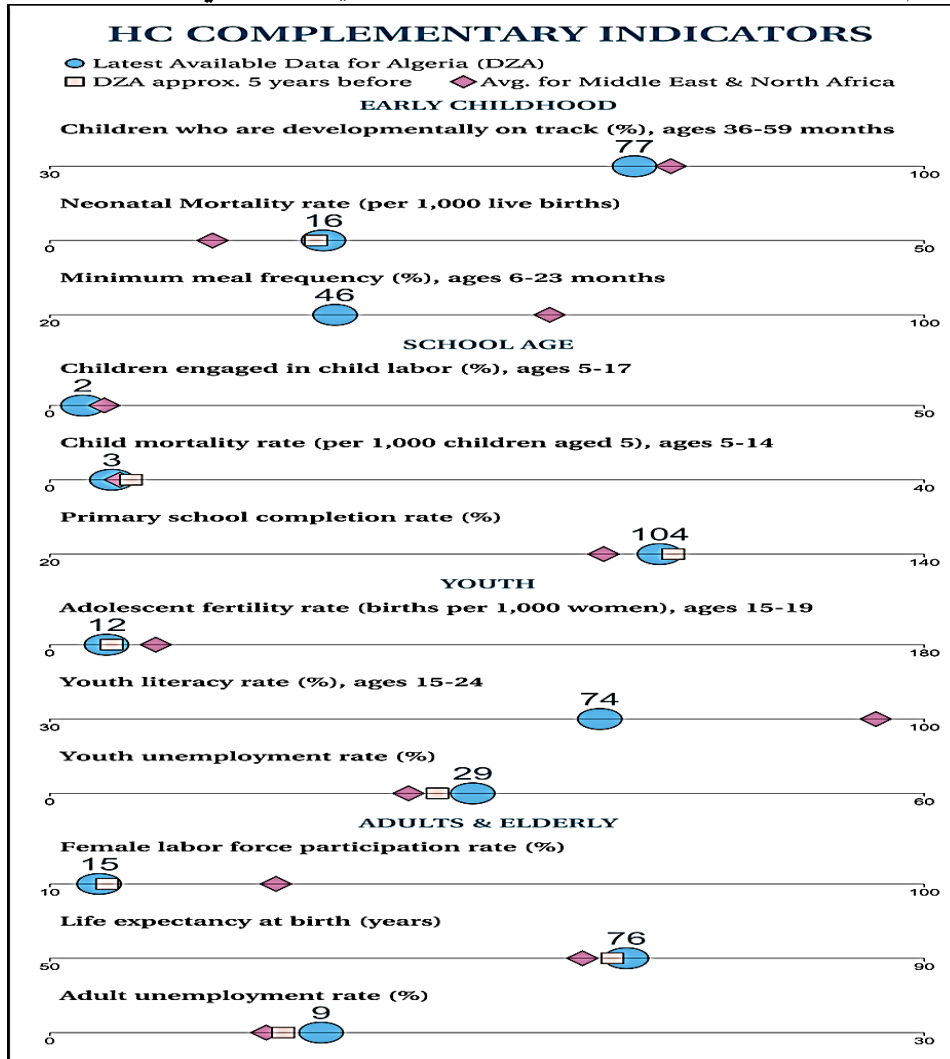 HC COMPLEMENTARY INDICATORS
Latest Available Data for Algeria (DZA)
DZA approx. 5 years before Avg. for Middle East & North Africa
EARLY CHILDHOOD
Children who are developmentally on track (%), ages 36-59 months
77
30 100
Neonatal Mortality rate (per 1,000 live births)
16
0 50
Minimum meal frequency (%), ages 6-23 months
46
20 100
SCHOOL AGE
Children engaged in child labor (%), ages 5-17
2
0 50
Child mortality rate (per 1,000 children aged 5), ages 5-14
3
0 40
Primary school completion rate (%)
104
20 140
YOUTH
Adolescent fertility rate (births per 1,000 women), ages 15-19
12
0 180
Youth literacy rate (%), ages 15-24
74
30 100
Youth unemployment rate (%)
29
0 60
ADULTS & ELDERLY
Female labor force participation rate (%)
15
10 100
Life expectancy at birth (years)
76
50 90
Adult unemployment rate (%)
9
0 30